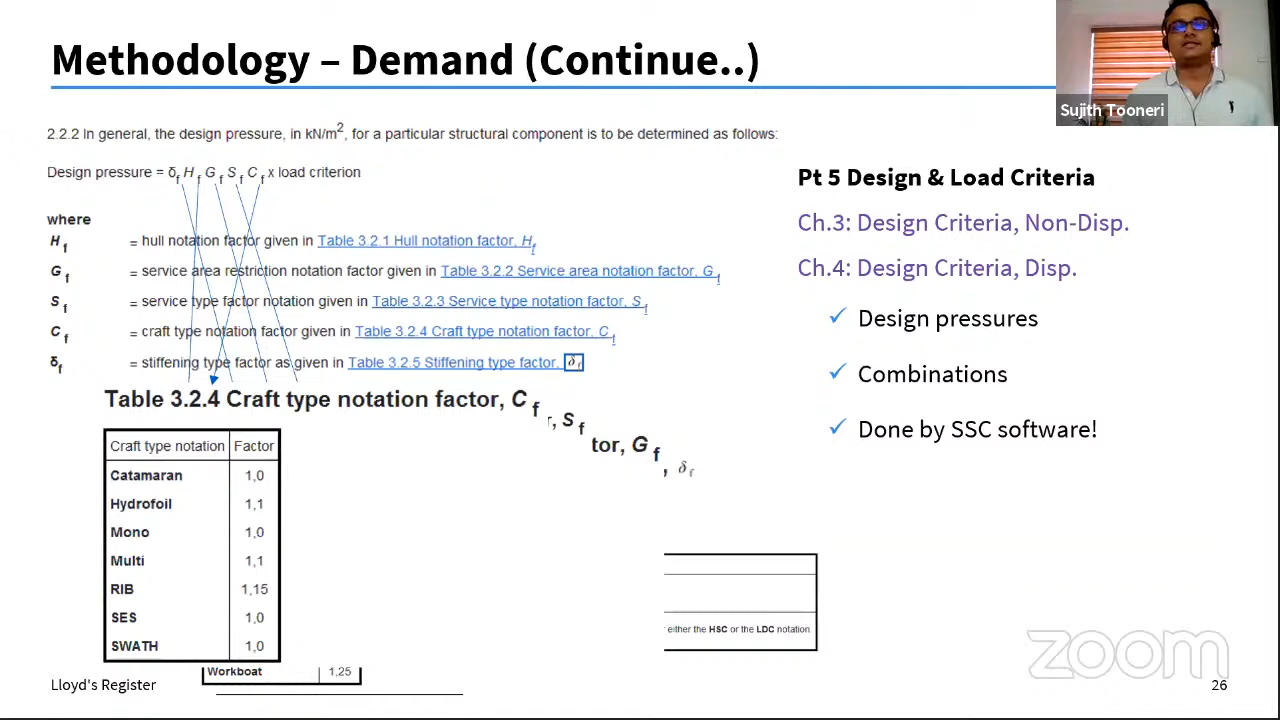 Methodology – Demand (Continue..)
Sujith Tooneri
2.2.2 In general, the design pressure, in kN/m2, for a particular structural component is to be determined as follows:
Design pressure = δf Hf Gf Sf Cf x load criterion
where
Hf = hull notation factor given in Table 3.2.1 Hull notation factor, Hf
Gf = service area restriction notation factor given in Table 3.2.2 Service area notation factor, Gf
Sf = service type factor notation given in Table 3.2.3 Service type notation factor, Sf
Cf = craft type notation factor given in Table 3.2.4 Craft type notation factor, Cf
δf = stiffening type factor as given in Table 3.2.5 Stiffening type factor, δf
Table 3.2.4 Craft type notation factor, Cf
r, Sf
tor, Gf
, δf
Craft type notation Factor
Catamaran 1,0
Hydrofoil 1,1
Mono 1,0
Multi 1,1
RIB 1,15
SES 1,0
SWATH 1,0
Workboat 1,25
either the HSC or the LDC notation
Pt 5 Design & Load Criteria
Ch.3: Design Criteria, Non-Disp.
Ch.4: Design Criteria, Disp.
✓ Design pressures
✓ Combinations
✓ Done by SSC software!
zoom
Lloyd's Register
26